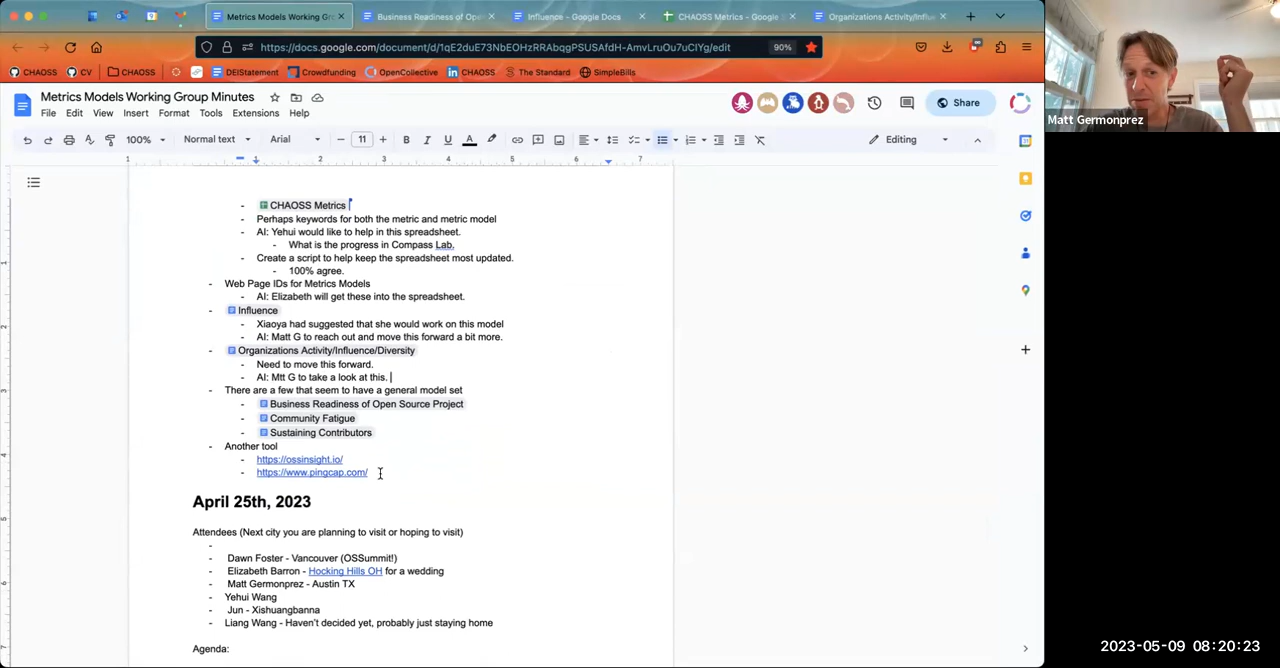 Metrics Models Working Gr
Business Readiness of Open
Influence - Google Docs
CHAOSS Metrics - Google S
Organizations Activity/Influ
https://docs.google.com/document/d/1qE2duE73NbEOHzRRAbqgPSUSAfdH-AmvLruOu7uClYg/edit
90%
CHAOSS
CV
CHAOSS
DEIStatement
Crowdfunding
OpenCollective
CHAOSS
The Standard
SimpleBills
Matt Germonprez
Metrics Models Working Group Minutes
File Edit View Insert Format Tools Extensions Help
Share
100%
Normal text
Arial
11
Editing
1 1 2 3 4 5 6 7
- CHAOSS Metrics
- Perhaps keywords for both the metric and metric model
- AI: Yehui would like to help in this spreadsheet.
- What is the progress in Compass Lab.
- Create a script to help keep the spreadsheet most updated.
- 100% agree.
- Web Page IDs for Metrics Models
- AI: Elizabeth will get these into the spreadsheet.
- Influence
- Xiaoya had suggested that she would work on this model
- AI: Matt G to reach out and move this forward a bit more.
- Organizations Activity/Influence/Diversity
- Need to move this forward.
- AI: Mtt G to take a look at this.
- There are a few that seem to have a general model set
- Business Readiness of Open Source Project
- Community Fatigue
- Sustaining Contributors
- Another tool
- https://ossinsight.io/
- https://www.pingcap.com/
April 25th, 2023
Attendees (Next city you are planning to visit or hoping to visit)
-
- Dawn Foster - Vancouver (OSSummit!)
- Elizabeth Barron - Hocking Hills OH for a wedding
- Matt Germonprez - Austin TX
- Yehui Wang
- Jun - Xishuangbanna
- Liang Wang - Haven't decided yet, probably just staying home
Agenda:
2023-05-09 08:20:23